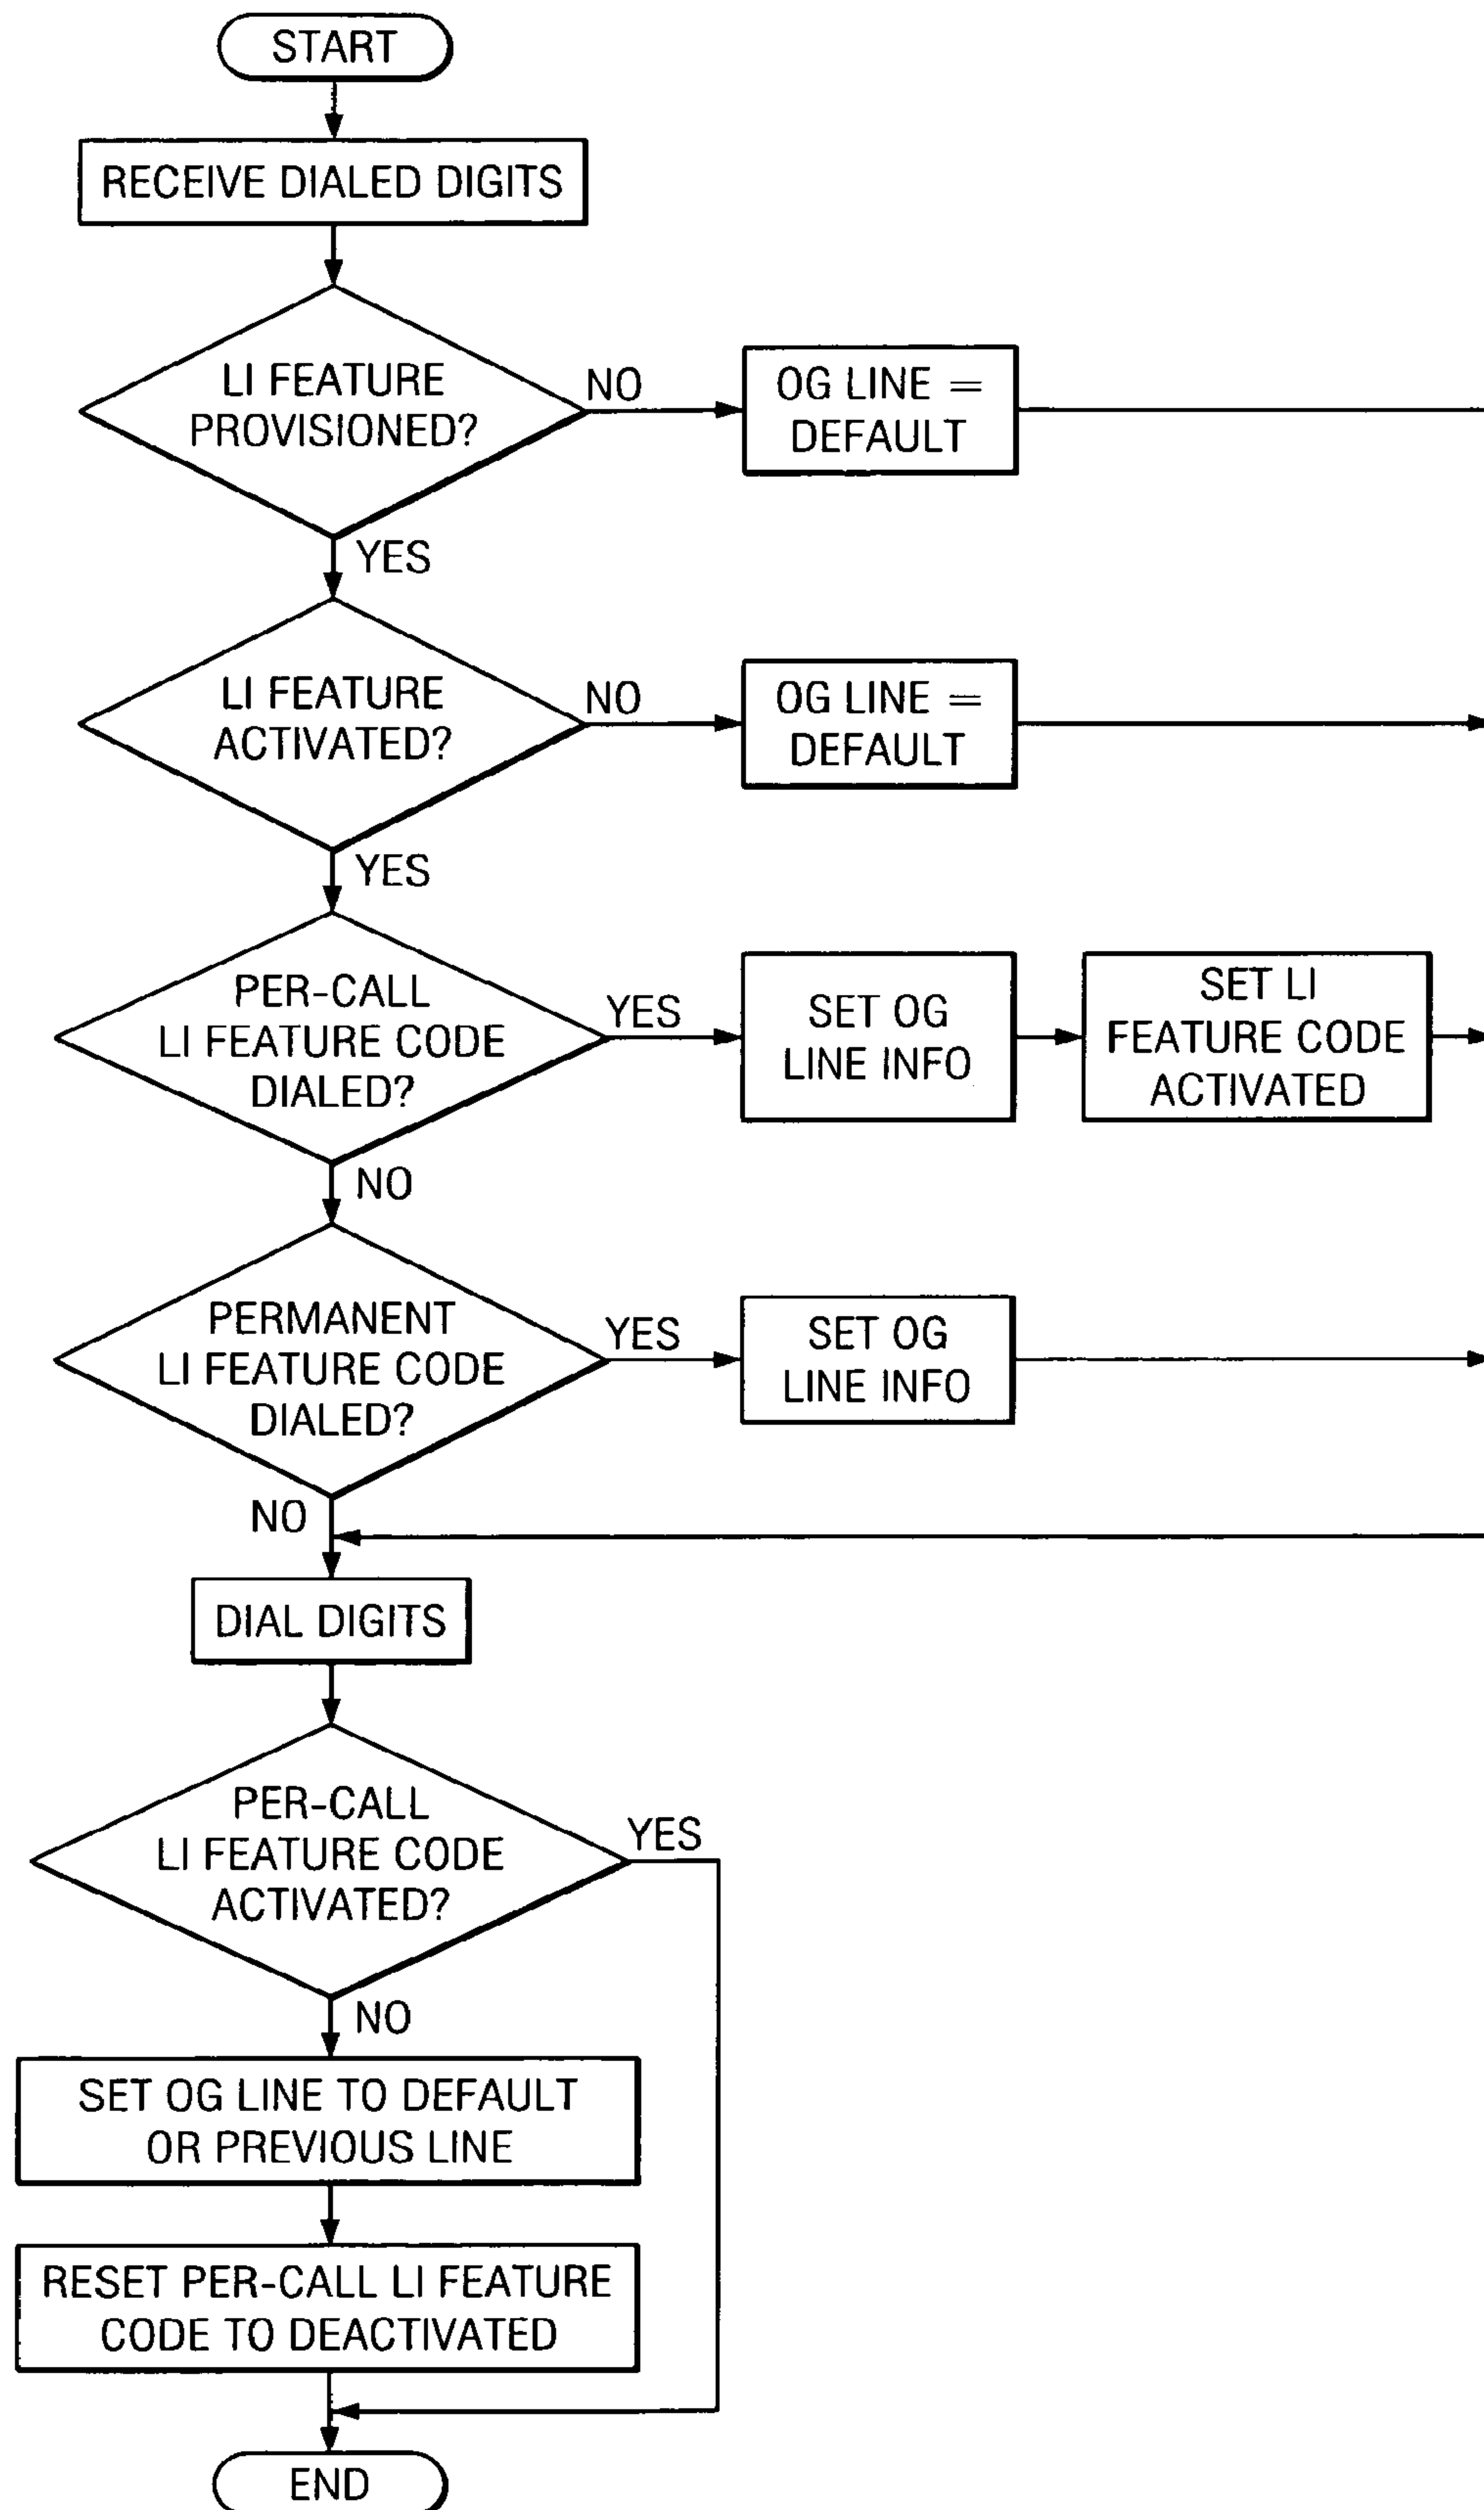 START
RECEIVE DIALED DIGITS
LI FEATURE
PROVISIONED?
NO
OG LINE =
DEFAULT
YES
LI FEATURE
ACTIVATED?
NO
OG LINE =
DEFAULT
YES
PER-CALL
LI FEATURE CODE
DIALED?
YES
SET OG
LINE INFO
SET LI
FEATURE CODE
ACTIVATED
NO
PERMANENT
LI FEATURE CODE
DIALED?
YES
SET OG
LINE INFO
NO
DIAL DIGITS
PER-CALL
LI FEATURE CODE
ACTIVATED?
YES
NO
SET OG LINE TO DEFAULT
OR PREVIOUS LINE
RESET PER-CALL LI FEATURE
CODE TO DEACTIVATED
END